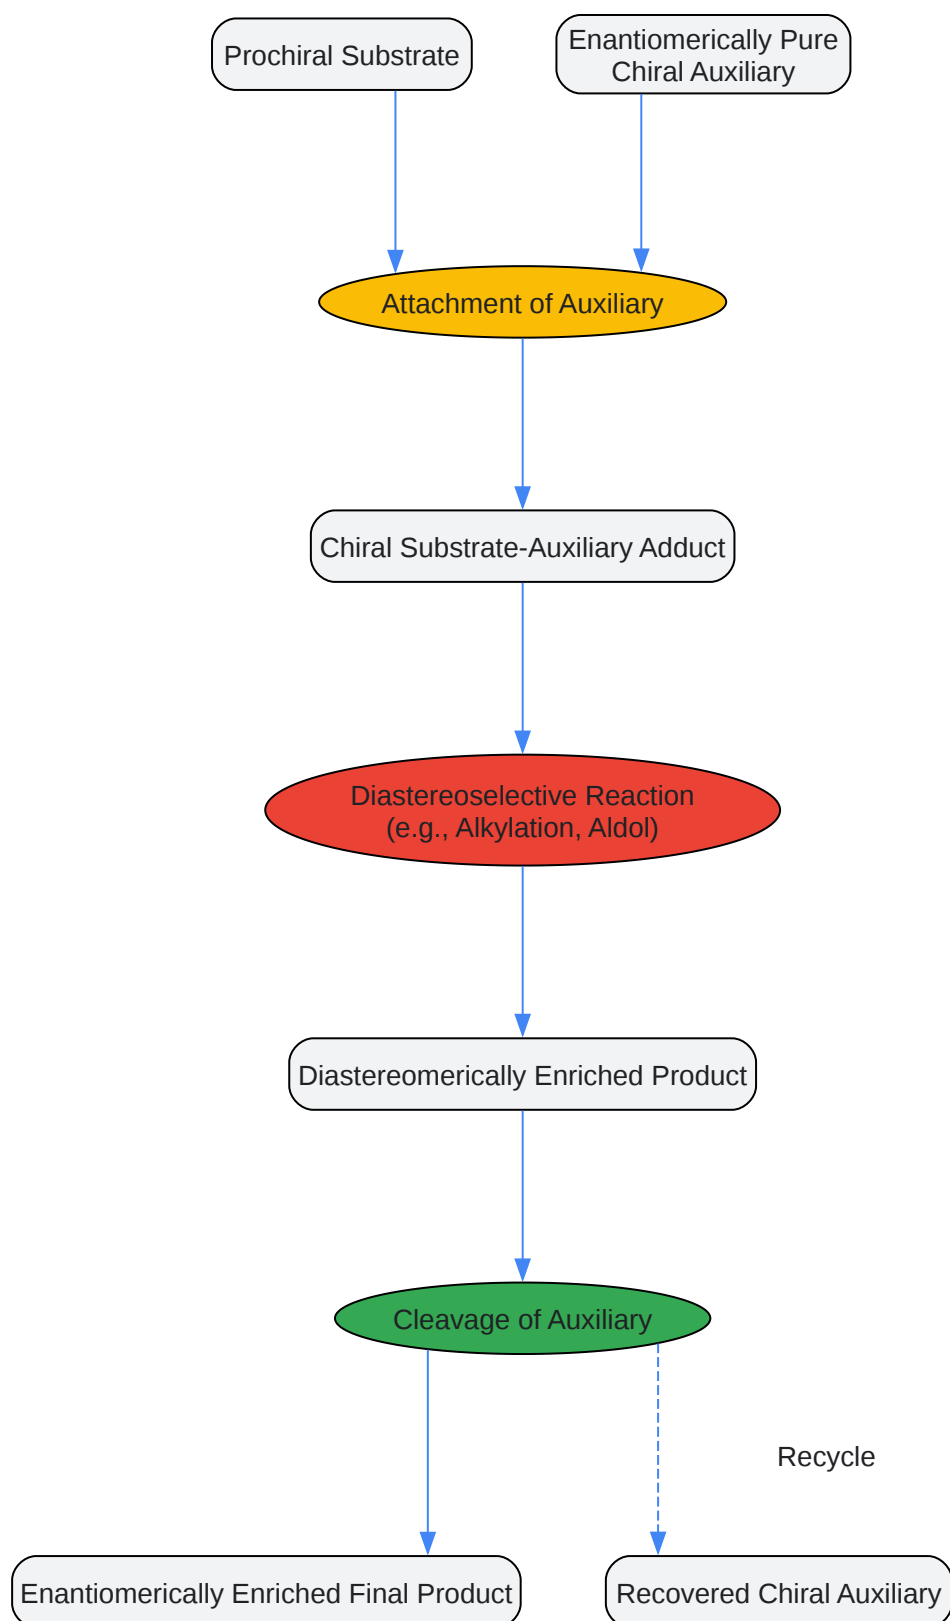 Prochiral Substrate
Enantiomerically Pure
Chiral Auxiliary
Attachment of Auxiliary
Chiral Substrate-Auxiliary Adduct
Diastereoselective Reaction
(e.g., Alkylation, Aldol)
Diastereomerically Enriched Product
Cleavage of Auxiliary
Recycle
Enantiomerically Enriched Final Product
Recovered Chiral Auxiliary